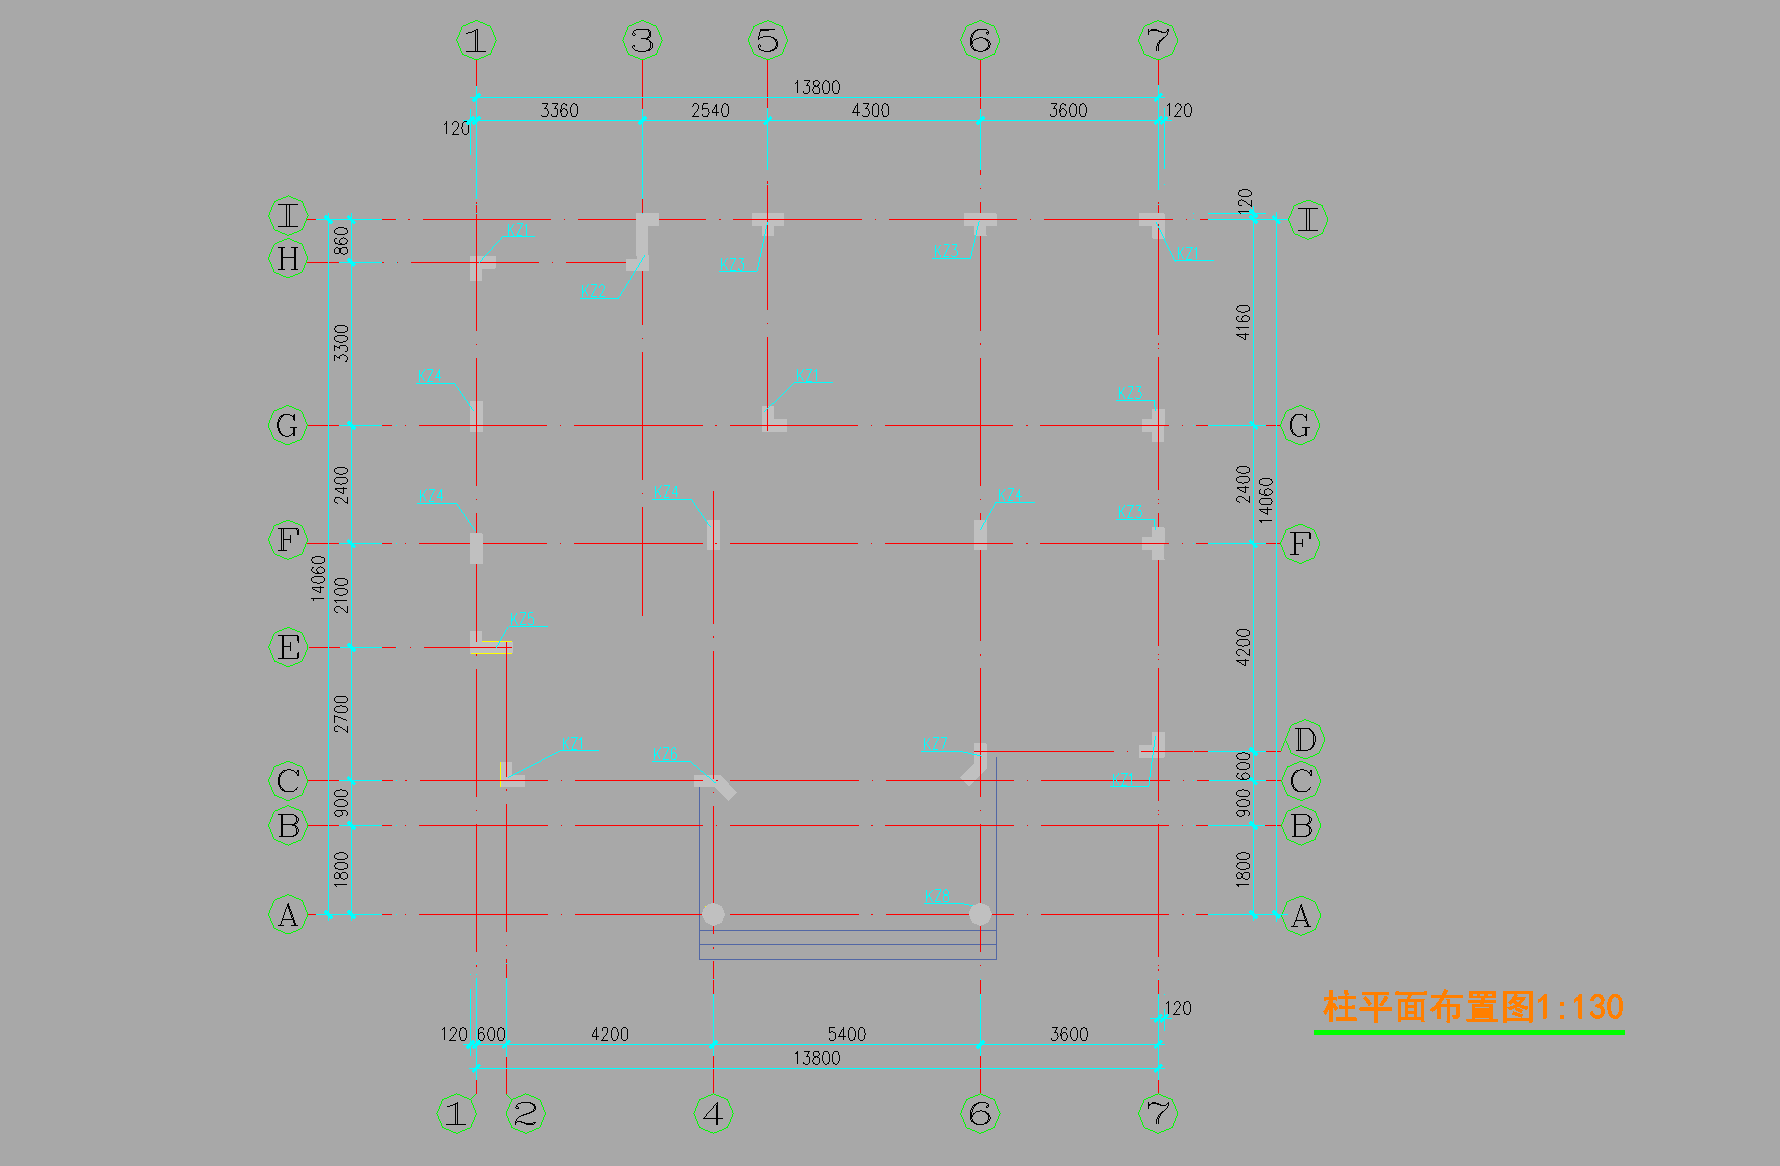 1 3 5 6 7
13800
3360 2540 4300 3600 120
120
I 120 I
860 KZ1
H KZ2 KZ3 KZ3 KZ1
3300 4160
KZ4 KZ1 KZ3
G G
2400 KZ4 KZ4 KZ4 KZ3 2400 14060
F F
14060 2100
KZ5
E 4200
2700
KZ1 KZ6 KZ7 D
C KZ1 600 C
900 900
B B
1800 KZ8 1800
A A
柱平面布置图1:130
120
120 600 4200 5400 3600
13800
1 2 4 6 7